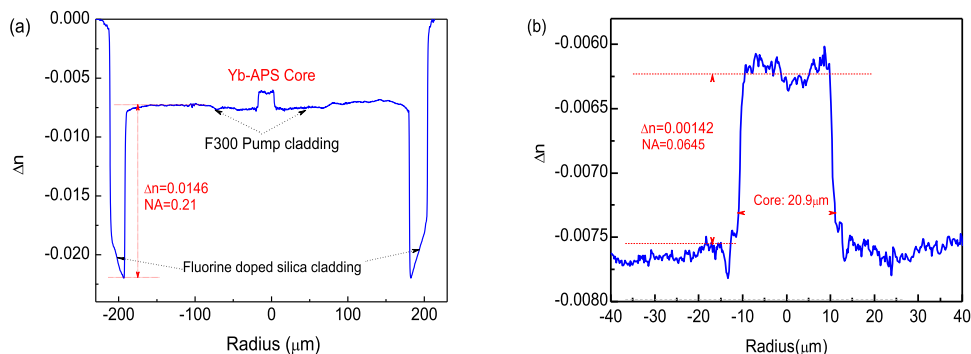 (a)
0.000
-0.005
-0.010
-0.015
-0.020
Δn
Yb-APS Core
F300 Pump cladding
Δn=0.0146
NA=0.21
Fluorine doped silica cladding
-200
-100
0
100
200
Radius (μm)
(b)
-0.0060
-0.0065
-0.0070
-0.0075
-0.0080
Δn
Δn=0.00142
NA=0.0645
Core: 20.9μm
-40
-30
-20
-10
0
10
20
30
40
Radius(μm)